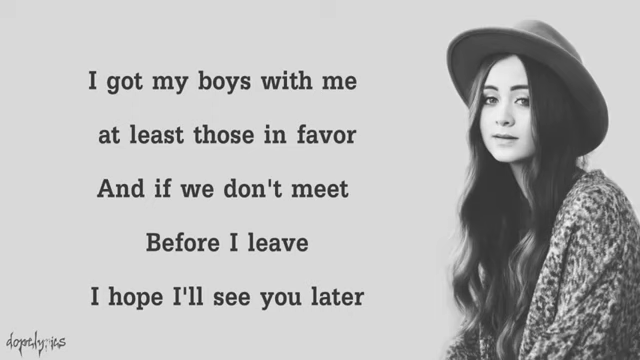 I got my boys with me
at least those in favor
And if we don't meet
Before I leave
I hope I'll see you later
dopelyrics